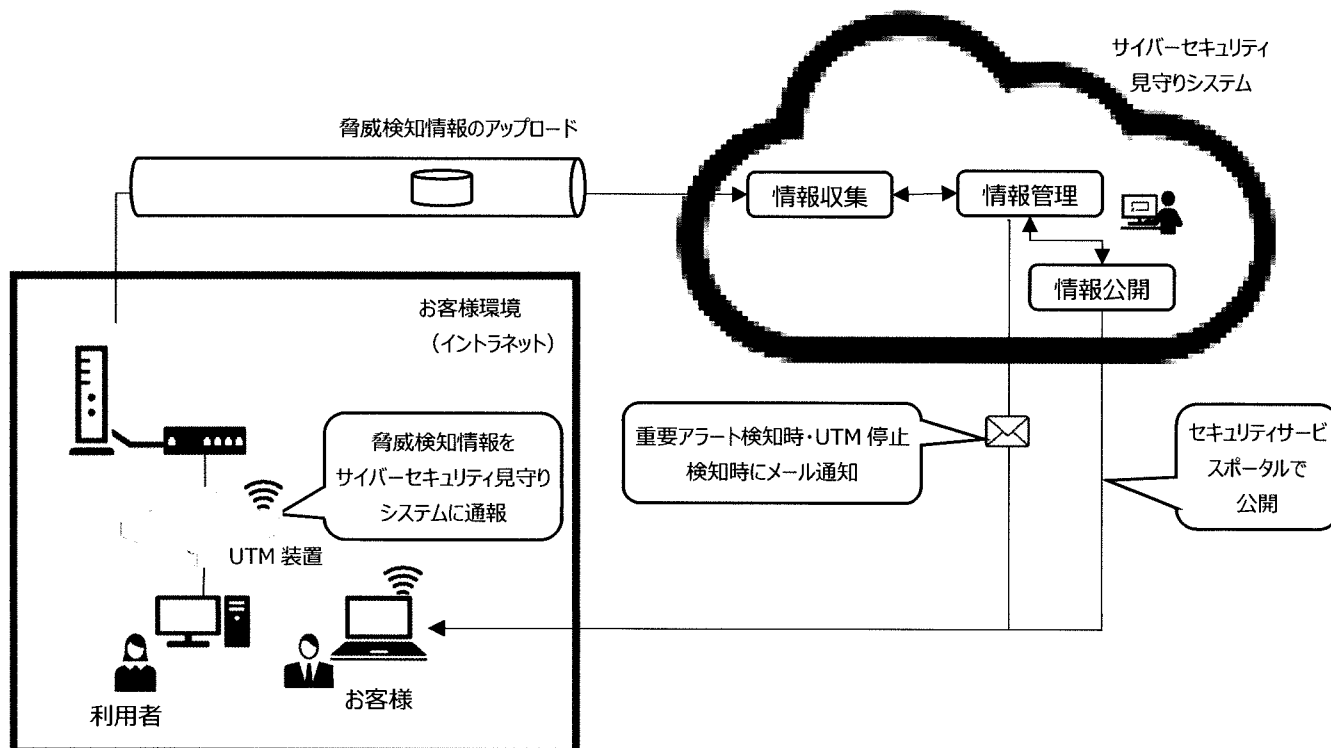 サイバーセキュリティ
見守りシステム
脅威検知情報のアップロード
情報収集
情報管理
情報公開
お客様環境
（イントラネット）
脅威検知情報を
サイバーセキュリティ見守り
システムに通報
UTM 装置
重要アラート検知時・UTM 停止
検知時にメール通知
セキュリティサービ
スポータルで
公開
利用者
お客様